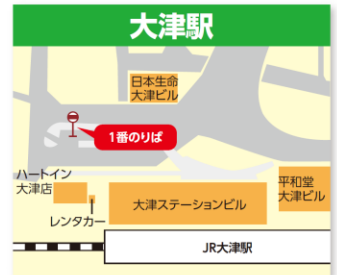 大津駅
日本生命
大津ビル
1番のりば
ハートイン
大津店
平和堂
大津ビル
大津ステーションビル
レンタカー
JR大津駅